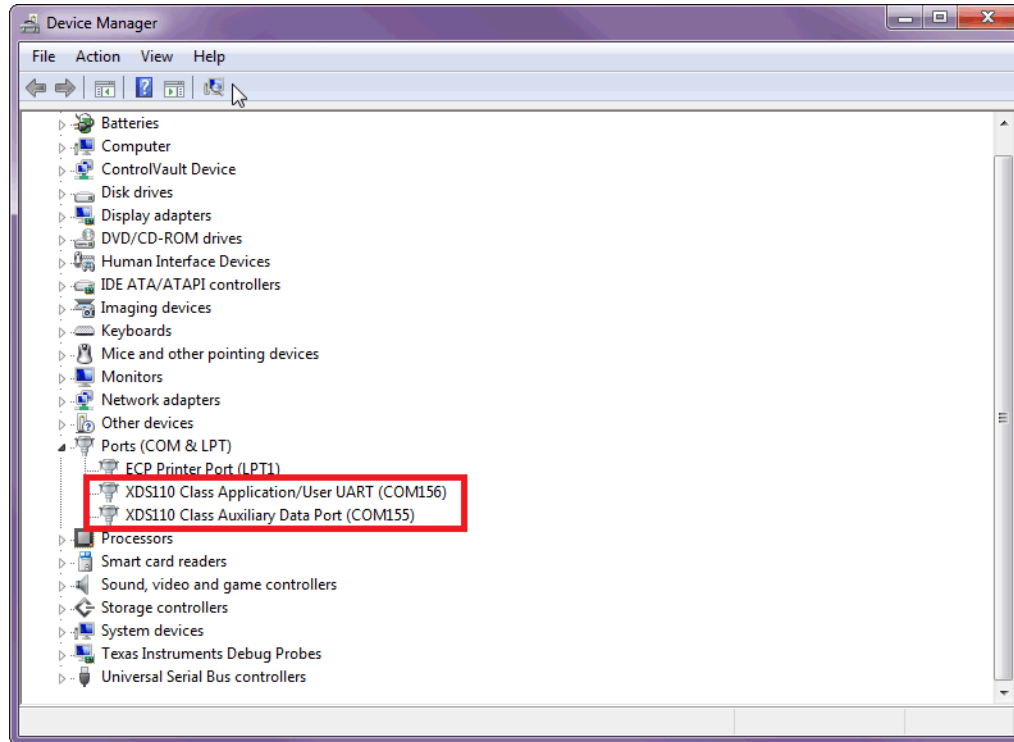 Device Manager
File Action View Help
Batteries
Computer
ControlVault Device
Disk drives
Display adapters
DVD/CD-ROM drives
Human Interface Devices
IDE ATA/ATAPI controllers
Imaging devices
Keyboards
Mice and other pointing devices
Monitors
Network adapters
Other devices
Ports (COM & LPT)
ECP Printer Port (LPT1)
XDS110 Class Application/User UART (COM156)
XDS110 Class Auxiliary Data Port (COM155)
Processors
Smart card readers
Sound, video and game controllers
Storage controllers
System devices
Texas Instruments Debug Probes
Universal Serial Bus controllers